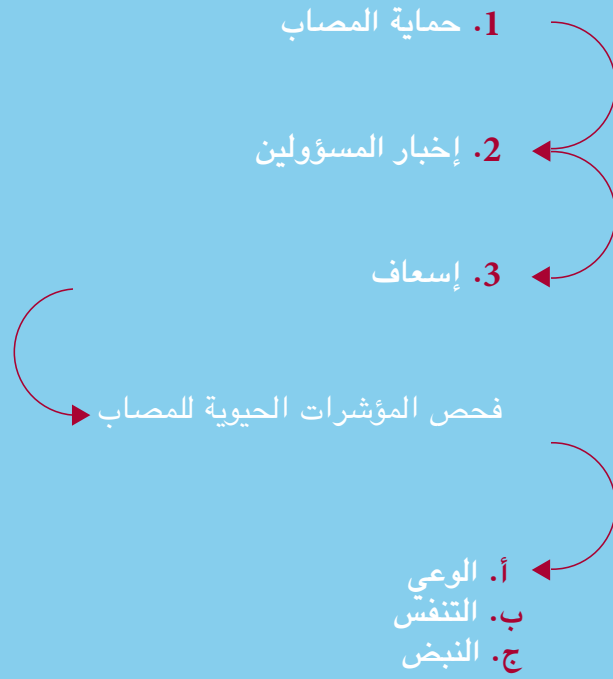 1. حماية المصاب
2. إخبار المسؤولين
3. إسعاف
فحص المؤشرات الحيوية للمصاب
أ. الوعي
ب. التنفس
ج. النبض